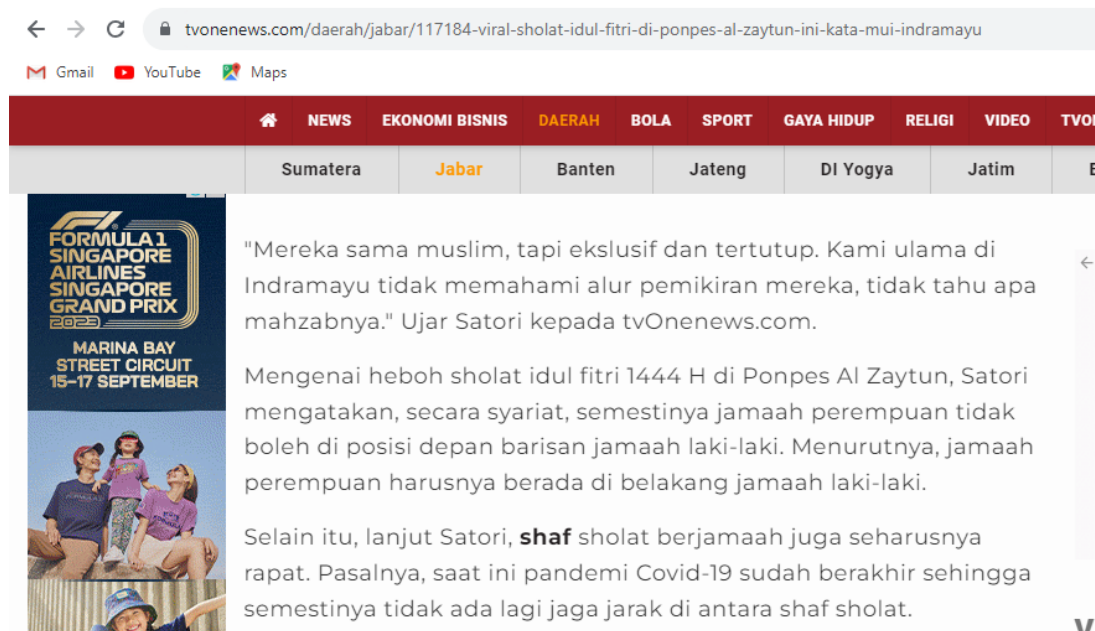 tvonenews.com/daerah/jabar/117184-viral-sholat-idul-fitri-di-ponpes-al-zaytun-ini-kata-mui-indramayu
Gmail YouTube Maps
NEWS EKONOMI BISNIS DAERAH BOLA SPORT GAYA HIDUP RELIGI VIDEO
Sumatera Jabar Banten Jateng DI Yogya Jatim
FORMULA 1
SINGAPORE
AIRLINES
SINGAPORE
GRAND PRIX
2023
MARINA BAY
STREET CIRCUIT
15–17 SEPTEMBER
"Mereka sama muslim, tapi ekslusif dan tertutup. Kami ulama di
Indramayu tidak memahami alur pemikiran mereka, tidak tahu apa
mahzabnya." Ujar Satori kepada tvOnenews.com.
Mengenai heboh sholat idul fitri 1444 H di Ponpes Al Zaytun, Satori
mengatakan, secara syariat, semestinya jamaah perempuan tidak
boleh di posisi depan barisan jamaah laki-laki. Menurutnya, jamaah
perempuan harusnya berada di belakang jamaah laki-laki.
Selain itu, lanjut Satori, shaf sholat berjamaah juga seharusnya
rapat. Pasalnya, saat ini pandemi Covid-19 sudah berakhir sehingga
semestinya tidak ada lagi jaga jarak di antara shaf sholat.